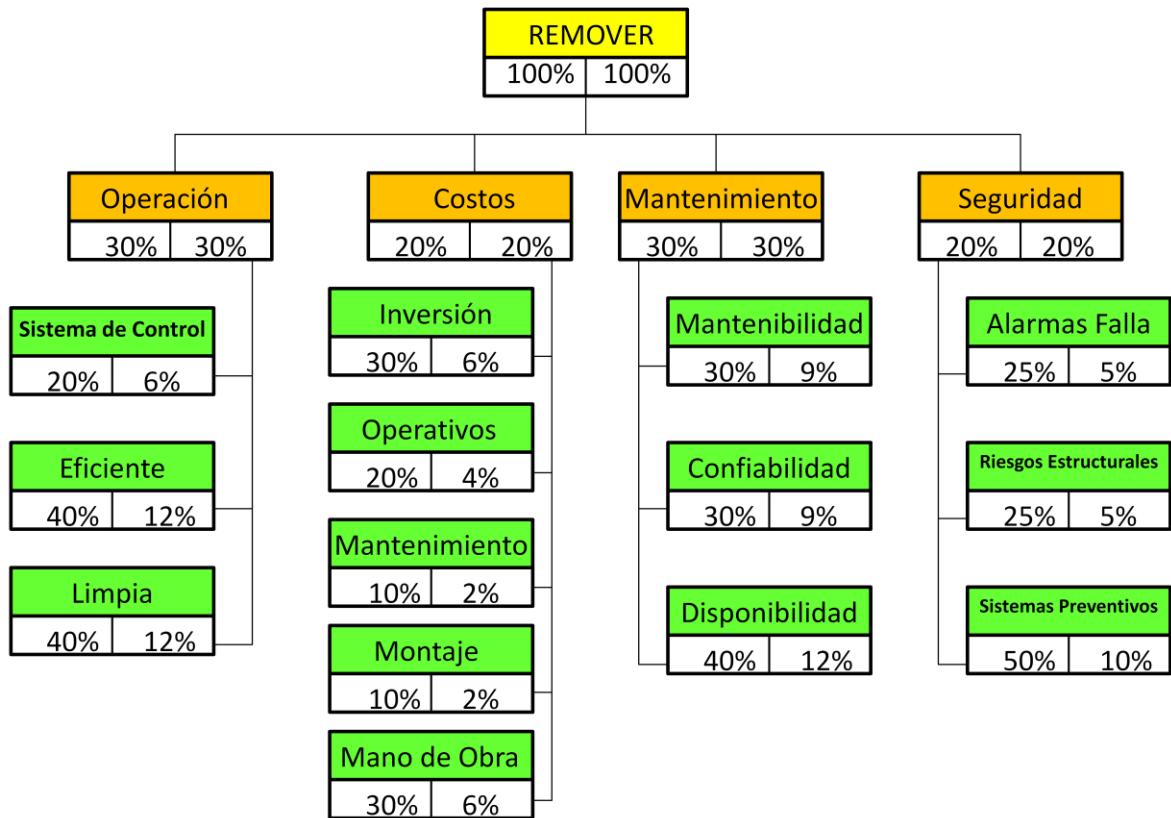 REMOVER
100% 100%
Operación
30% 30%
Sistema de Control
20% 6%
Eficiente
40% 12%
Limpia
40% 12%
Costos
20% 20%
Inversión
30% 6%
Operativos
20% 4%
Mantenimiento
10% 2%
Montaje
10% 2%
Mano de Obra
30% 6%
Mantenimiento
30% 30%
Mantenibilidad
30% 9%
Confiabilidad
30% 9%
Disponibilidad
40% 12%
Seguridad
20% 20%
Alarmas Falla
25% 5%
Riesgos Estructurales
25% 5%
Sistemas Preventivos
50% 10%